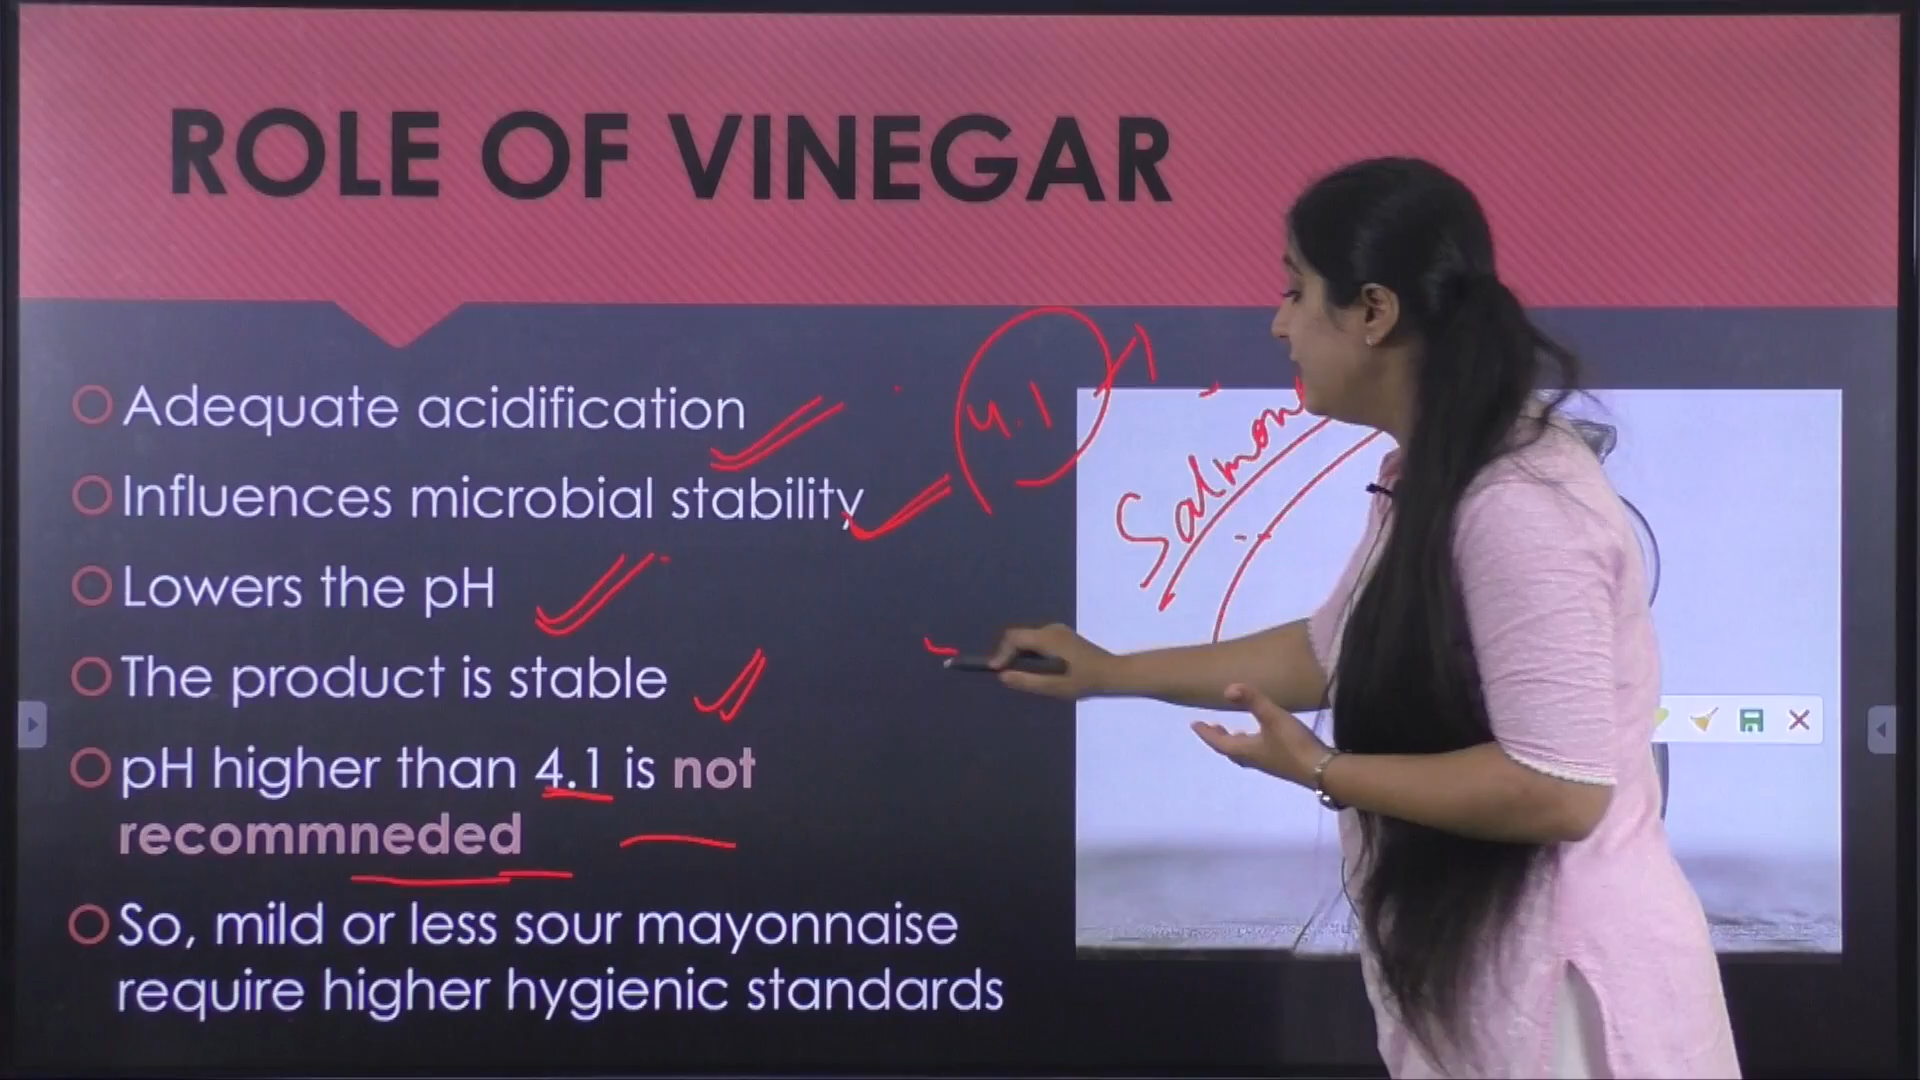 ROLE OF VINEGAR
Adequate acidification
Influences microbial stability
Lowers the pH
The product is stable
pH higher than 4.1 is not
recommneded
So, mild or less sour mayonnaise
require higher hygienic standards
4.1